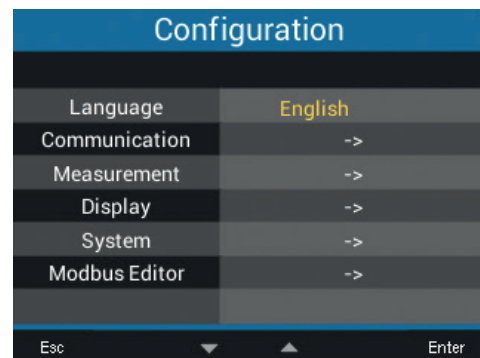 Configuration
Language English
Communication ->
Measurement ->
Display ->
System ->
Modbus Editor ->
Esc Enter